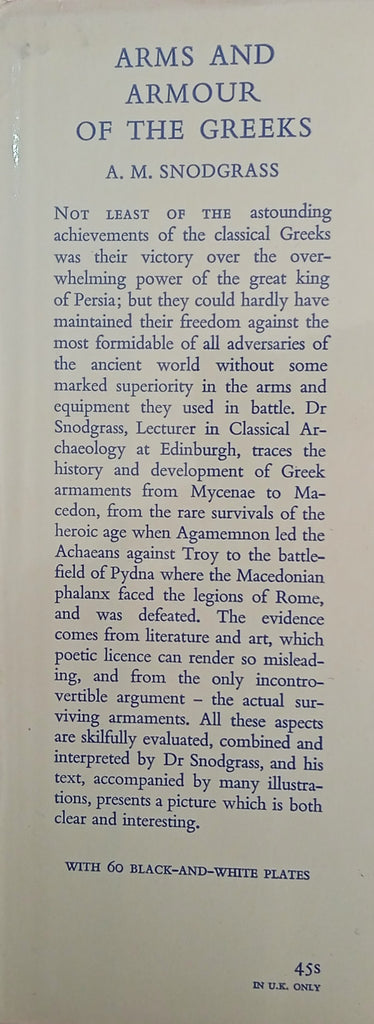 ARMS AND
ARMOUR
OF THE GREEKS
A. M. SNODGRASS
NOT LEAST OF THE astounding
achievements of the classical Greeks
was their victory over the over-
whelming power of the great king
of Persia; but they could hardly have
maintained their freedom against the
most formidable of all adversaries of
the ancient world without some
marked superiority in the arms and
equipment they used in battle. Dr
Snodgrass, Lecturer in Classical Ar-
chaeology at Edinburgh, traces the
history and development of Greek
armaments from Mycenae to Ma-
cedon, from the rare survivals of the
heroic age when Agamemnon led the
Achaeans against Troy to the battle-
field of Pydna where the Macedonian
phalanx faced the legions of Rome,
and was defeated. The evidence
comes from literature and art, which
poetic licence can render so mislead-
ing, and from the only incontro-
vertible argument – the actual sur-
viving armaments. All these aspects
are skilfully evaluated, combined and
interpreted by Dr Snodgrass, and his
text, accompanied by many illustra-
tions, presents a picture which is both
clear and interesting.
WITH 60 BLACK-AND-WHITE PLATES
45s
IN U.K. ONLY